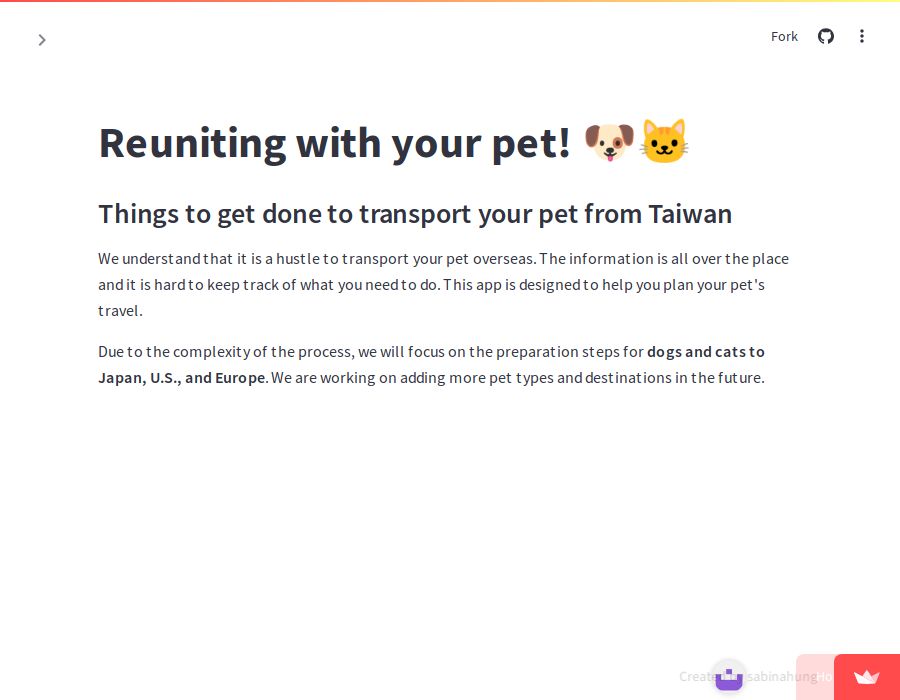 Fork
Reuniting with your pet!
Things to get done to transport your pet from Taiwan
We understand that it is a hustle to transport your pet overseas. The information is all over the place
and it is hard to keep track of what you need to do. This app is designed to help you plan your pet's
travel.
Due to the complexity of the process, we will focus on the preparation steps for dogs and cats to
Japan, U.S., and Europe. We are working on adding more pet types and destinations in the future.
sabinahung